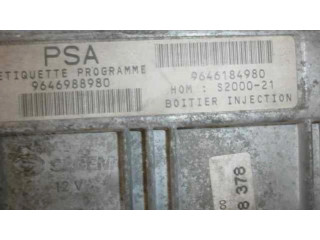 PSA
ETIQUETTE PROGRAMME
9646988980
9646184980
HOM : S2000-21
BOITIER INJECTION
12 V
8 378